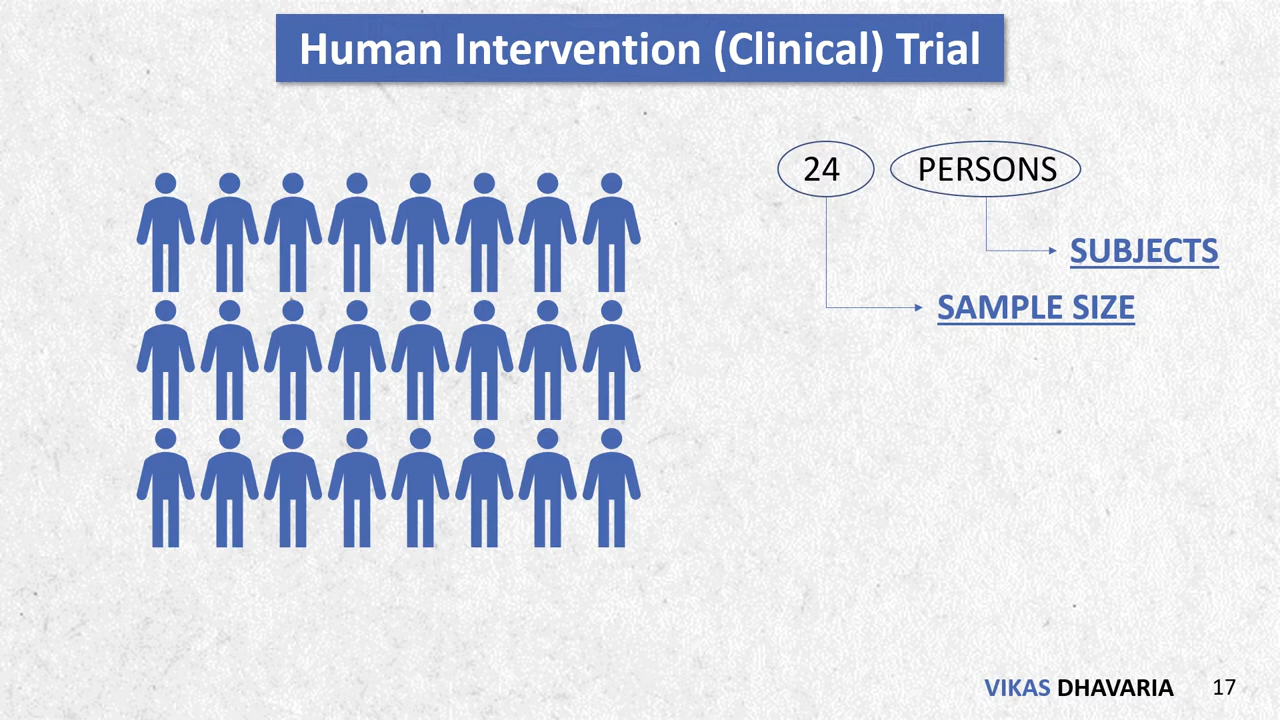 Human Intervention (Clinical) Trial
24 PERSONS
SUBJECTS
SAMPLE SIZE
VIKAS DHAVARIA 17